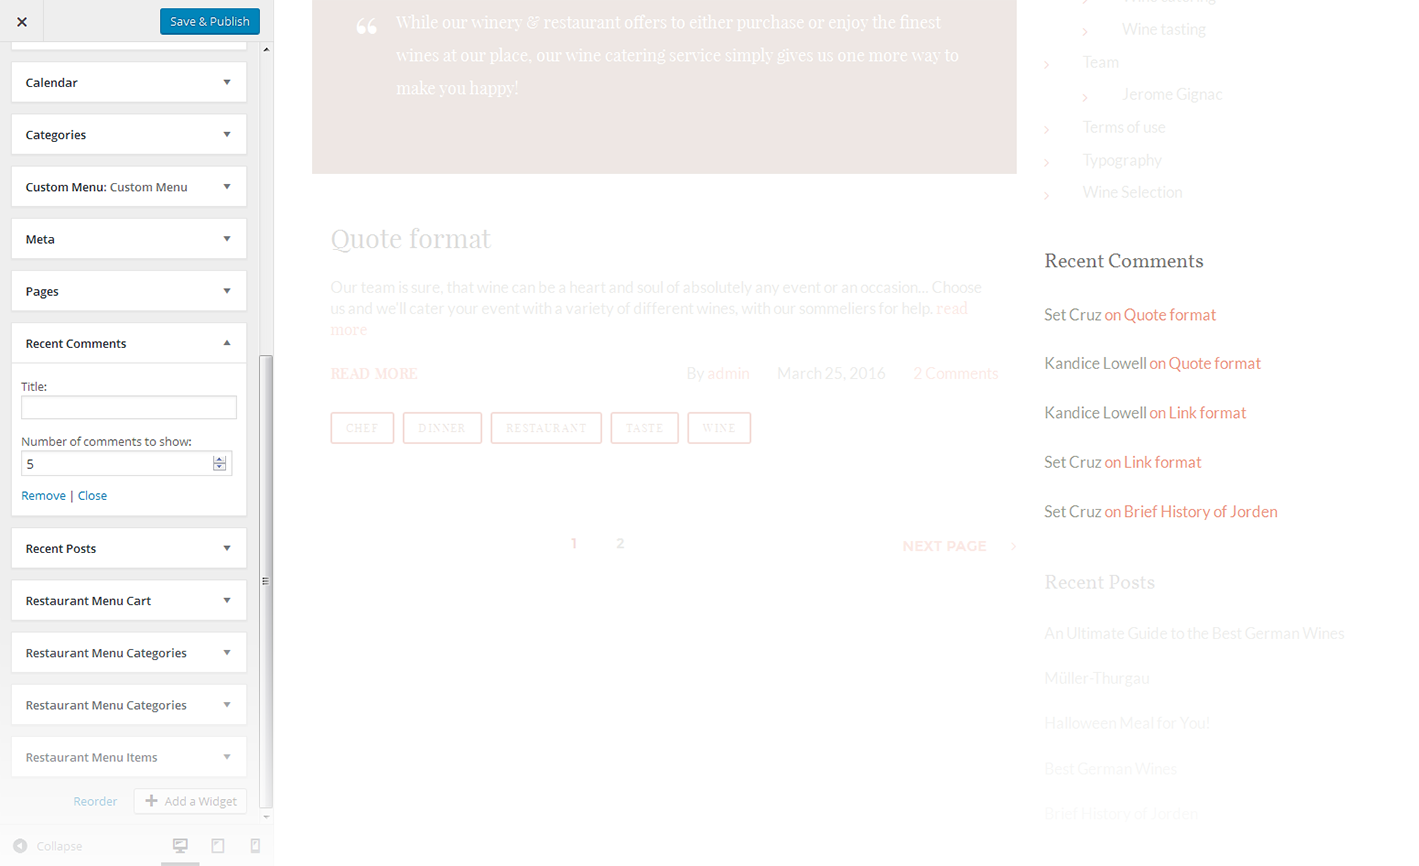 Save & Publish
Calendar
Categories
Custom Menu: Custom Menu
Meta
Pages
Recent Comments
Title:
Number of comments to show:
5
Remove | Close
Recent Posts
Restaurant Menu Cart
Restaurant Menu Categories
Restaurant Menu Categories
Restaurant Menu Items
Reorder
Add a Widget
Collapse
“ While our winery & restaurant offers to either purchase or enjoy the finest
wines at our place, our wine catering service simply gives us one more way to
make you happy!
Quote format
Our team is sure, that wine can be a heart and soul of absolutely any event or an occasion... Choose
us and we'll cater your event with a variety of different wines, with our sommeliers for help. read
more
READ MORE
By admin
March 25, 2016
2 Comments
CHEF
DINNER
RESTAURANT
TASTE
WINE
1
2
NEXT PAGE
Wine catering
Wine tasting
Team
Jerome Gignac
Terms of use
Typography
Wine Selection
Recent Comments
Set Cruz on Quote format
Kandice Lowell on Quote format
Kandice Lowell on Link format
Set Cruz on Link format
Set Cruz on Brief History of Jorden
Recent Posts
An Ultimate Guide to the Best German Wines
Müller-Thurgau
Halloween Meal for You!
Best German Wines
Brief History of Jorden